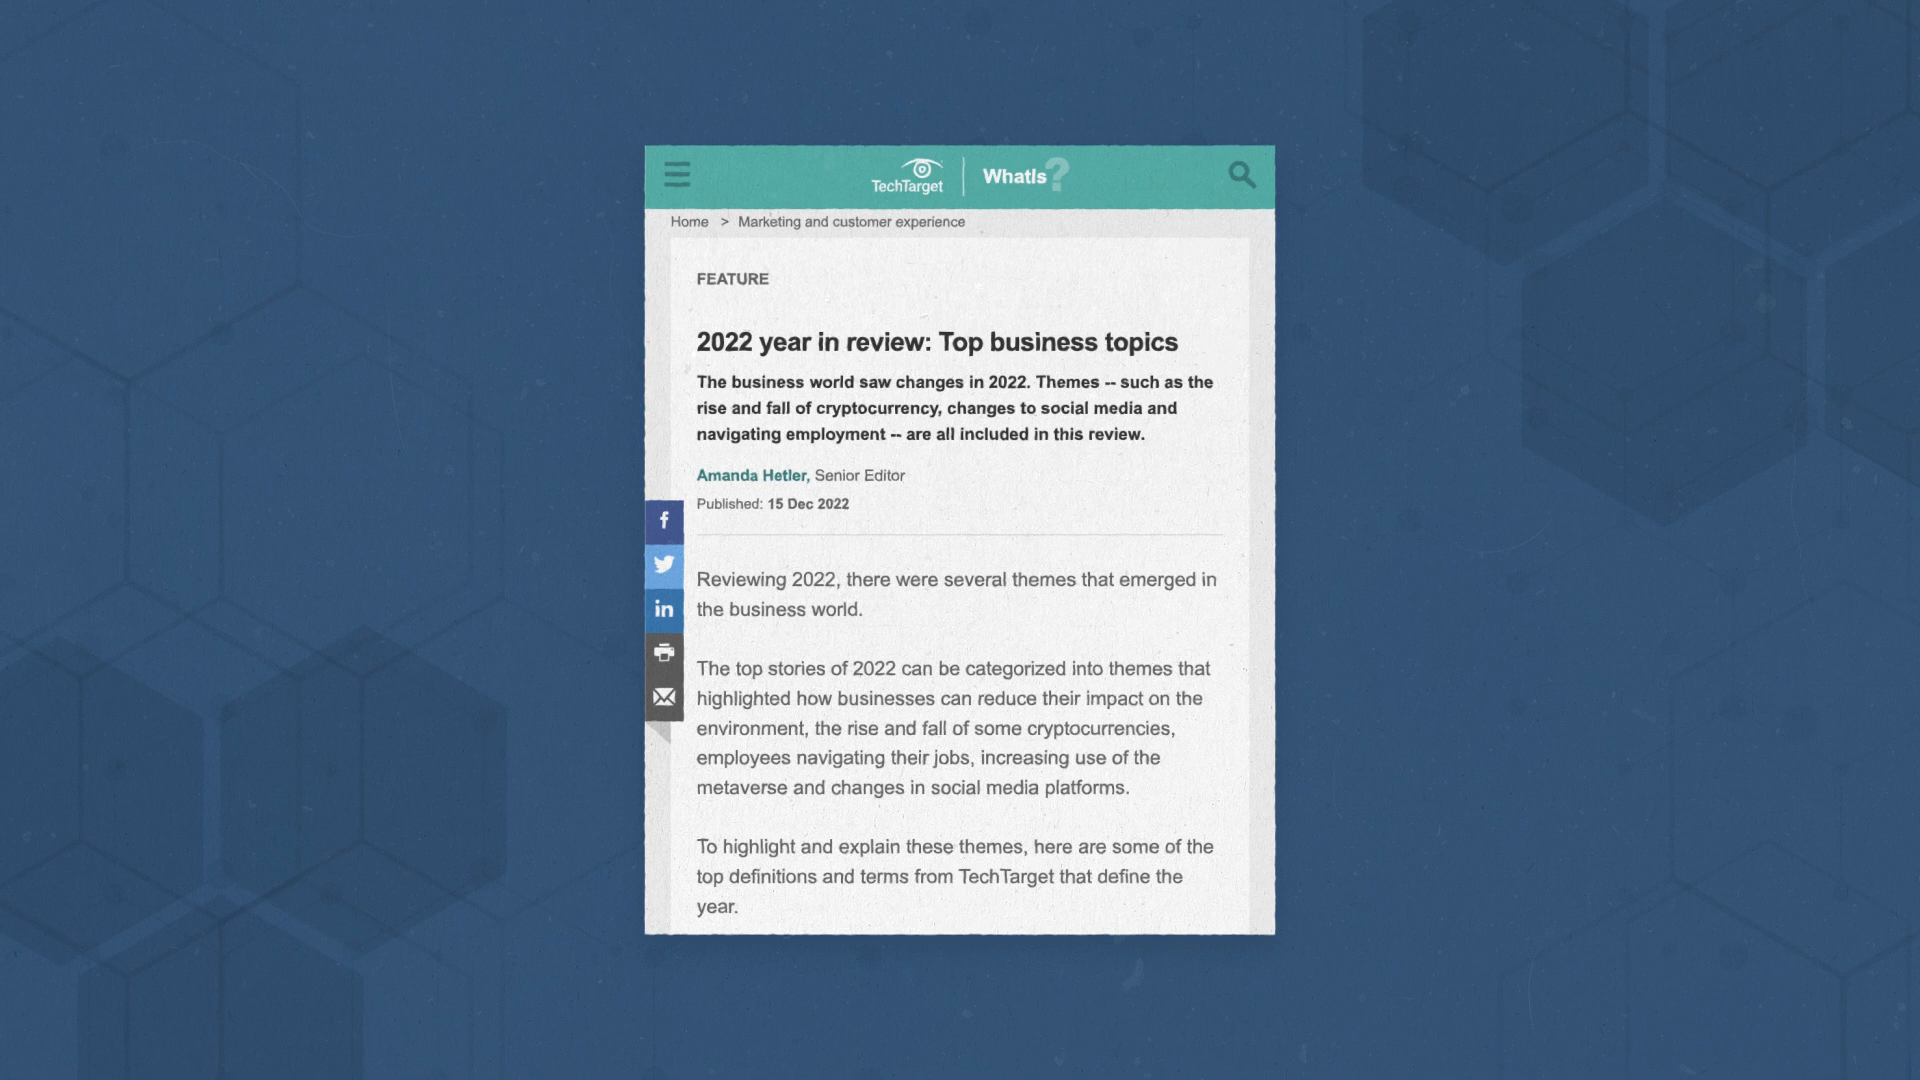 TechTarget
WhatIs?
Home > Marketing and customer experience
FEATURE
2022 year in review: Top business topics
The business world saw changes in 2022. Themes -- such as the
rise and fall of cryptocurrency, changes to social media and
navigating employment -- are all included in this review.
Amanda Hetler, Senior Editor
Published: 15 Dec 2022
f
in
Reviewing 2022, there were several themes that emerged in
the business world.
The top stories of 2022 can be categorized into themes that
highlighted how businesses can reduce their impact on the
environment, the rise and fall of some cryptocurrencies,
employees navigating their jobs, increasing use of the
metaverse and changes in social media platforms.
To highlight and explain these themes, here are some of the
top definitions and terms from TechTarget that define the
year.